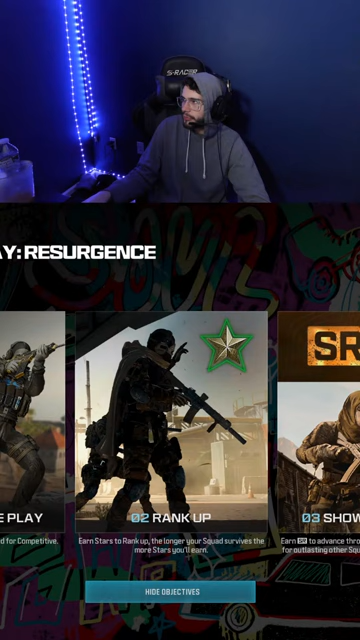 S-RACER
AY: RESURGENCE
SR
E PLAY
02 RANK UP
03 SHOW
d for Competitive.
Earn Stars to Rank up, the longer your Squad survives the
more Stars you'll earn.
Earn SR to advance thro
for outlasting other Squ
HIDE OBJECTIVES